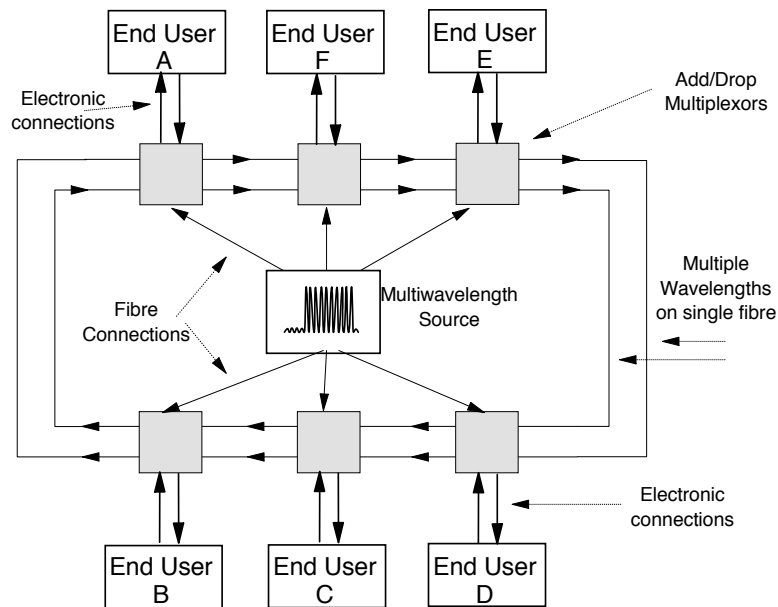 End User
A
End User
F
End User
E
Electronic
connections
Add/Drop
Multiplexors
Multiwavelength
Source
Fibre
Connections
Multiple
Wavelengths
on single fibre
Electronic
connections
End User
B
End User
C
End User
D